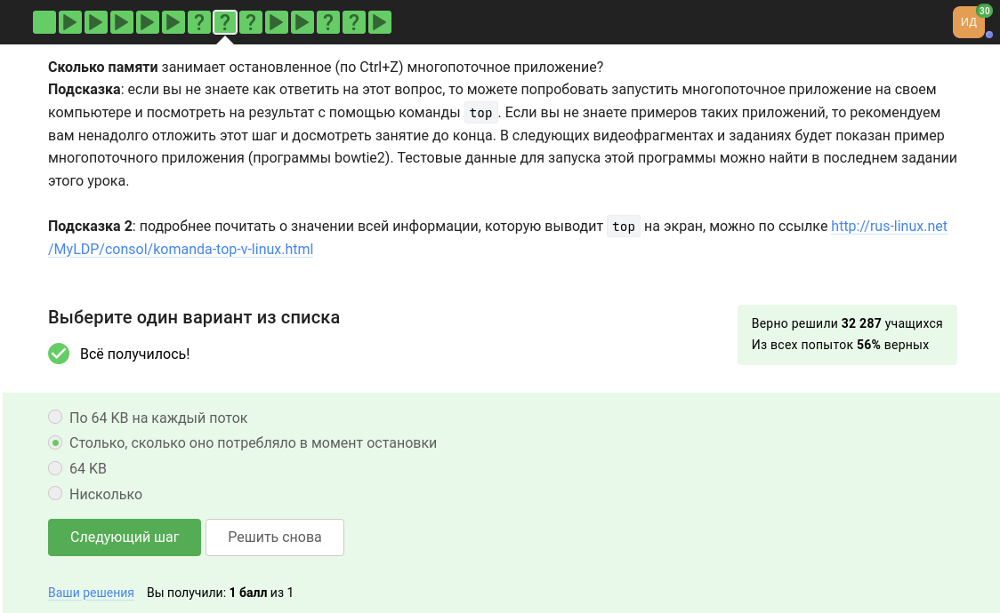 ? ? ? ? ?
ИД 30
Сколько памяти занимает остановленное (по Ctrl+Z) многопоточное приложение?
Подсказка: если вы не знаете как ответить на этот вопрос, то можете попробовать запустить многопоточное приложение на своем
компьютере и посмотреть на результат с помощью команды top. Если вы не знаете примеров таких приложений, то рекомендуем
вам ненадолго отложить этот шаг и досмотреть занятие до конца. В следующих видеофрагментах и заданиях будет показан пример
многопоточного приложения (программы bowtie2). Тестовые данные для запуска этой программы можно найти в последнем задании
этого урока.
Подсказка 2: подробнее почитать о значении всей информации, которую выводит top на экран, можно по ссылке http://rus-linux.net
/MyLDP/consol/komanda-top-v-linux.html
Выберите один вариант из списка
Верно решили 32 287 учащихся
Из всех попыток 56% верных
Всё получилось!
По 64 KB на каждый поток
Столько, сколько оно потребляло в момент остановки
64 KB
Нисколько
Следующий шаг Решить снова
Ваши решения Вы получили: 1 балл из 1